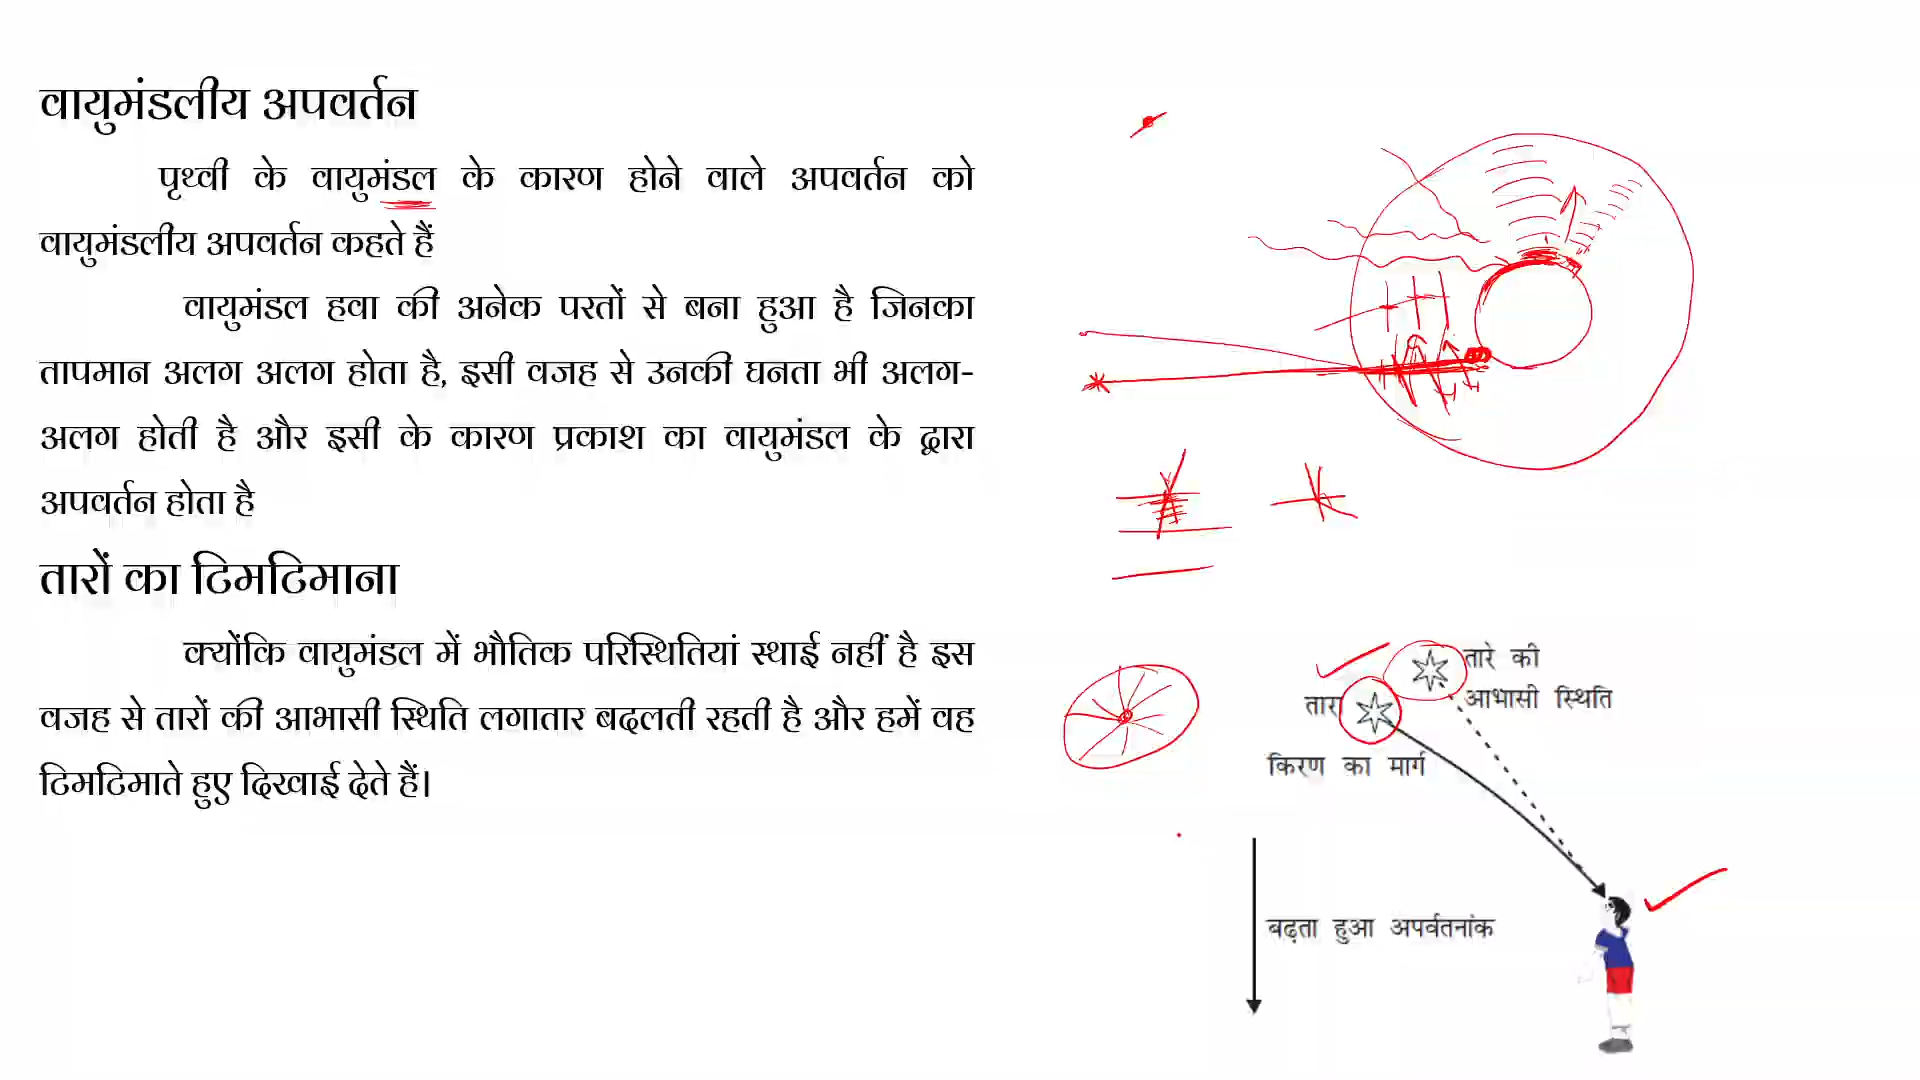 वायुमंडलीय अपवर्तन
पृथ्वी के वायुमंडल के कारण होने वाले अपवर्तन को
वायुमंडलीय अपवर्तन कहते हैं
वायुमंडल हवा की अनेक परतों से बना हुआ है जिनका
तापमान अलग अलग होता है, इसी वजह से उनकी घनता भी अलग-
अलग होती है और इसी के कारण प्रकाश का वायुमंडल के द्वारा
अपवर्तन होता है
तारों का टिमटिमाना
क्योंकि वायुमंडल में भौतिक परिस्थितियां स्थाई नहीं है इस
वजह से तारों की आभासी स्थिति लगातार बदलती रहती है और हमें वह
टिमटिमाते हुए दिखाई देते हैं।
तारे की
आभासी स्थिति
तारा
किरण का मार्ग
बढ़ता हुआ अपर्वतनांक